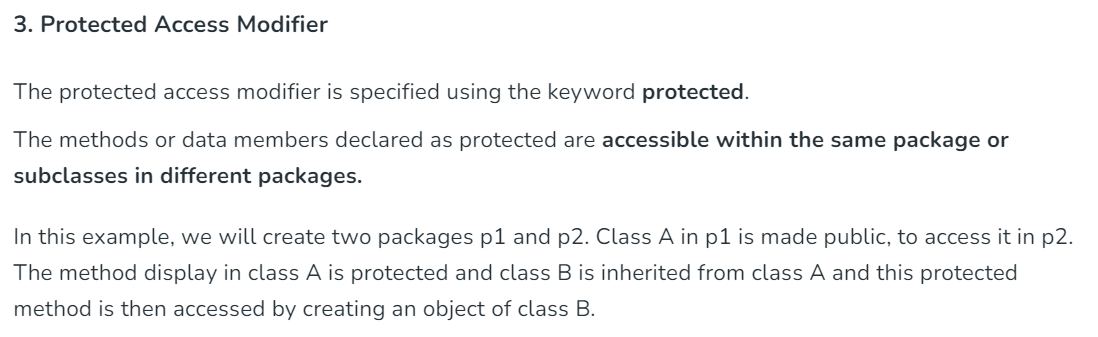 3. Protected Access Modifier
The protected access modifier is specified using the keyword protected.
The methods or data members declared as protected are accessible within the same package or
subclasses in different packages.
In this example, we will create two packages p1 and p2. Class A in p1 is made public, to access it in p2.
The method display in class A is protected and class B is inherited from class A and this protected
method is then accessed by creating an object of class B.